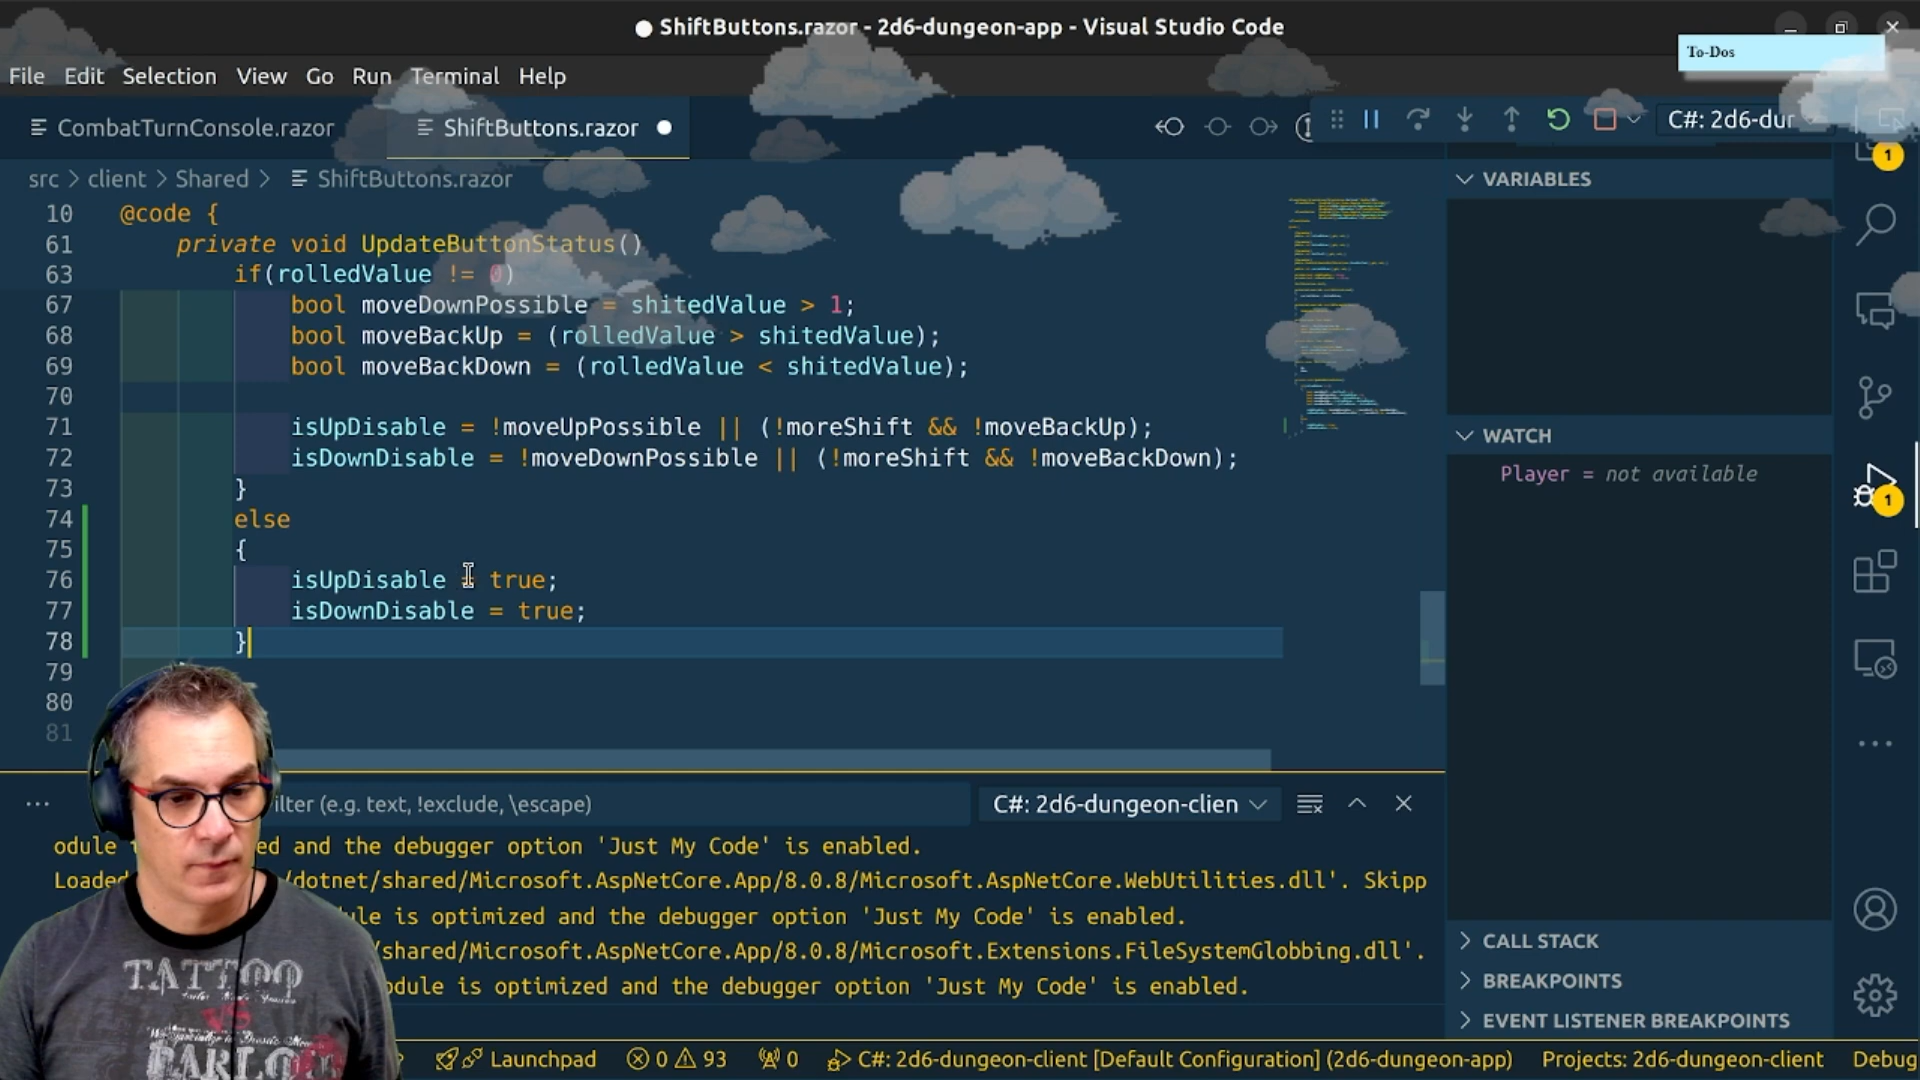 ShiftButtons.razor - 2d6-dungeon-app - Visual Studio Code
To-Dos
File Edit Selection View Go Run Terminal Help
CombatTurnConsole.razor ShiftButtons.razor
C#: 2d6-dur
src > client > Shared > ShiftButtons.razor
10 @code {
61 private void UpdateButtonStatus()
63 if(rolledValue != 0)
67 bool moveDownPossible = shitedValue > 1;
68 bool moveBackUp = (rolledValue > shitedValue);
69 bool moveBackDown = (rolledValue < shitedValue);
70
71 isUpDisable = !moveUpPossible || (!moreShift && !moveBackUp);
72 isDownDisable = !moveDownPossible || (!moreShift && !moveBackDown);
73 }
74 else
75 {
76 isUpDisable = true;
77 isDownDisable = true;
78 }
79
80
81
VARIABLES
WATCH
Player = not available
CALL STACK
BREAKPOINTS
EVENT LISTENER BREAKPOINTS
1
1
ilter (e.g. text, !exclude, \escape)
C#: 2d6-dungeon-clien
odule ed and the debugger option 'Just My Code' is enabled.
Loaded /dotnet/shared/Microsoft.AspNetCore.App/8.0.8/Microsoft.AspNetCore.WebUtilities.dll'. Skipp
ule is optimized and the debugger option 'Just My Code' is enabled.
/shared/Microsoft.AspNetCore.App/8.0.8/Microsoft.Extensions.FileSystemGlobbing.dll'.
odule is optimized and the debugger option 'Just My Code' is enabled.
TATTOO
VS
Launchpad 0 93 0 C#: 2d6-dungeon-client [Default Configuration] (2d6-dungeon-app) Projects: 2d6-dungeon-client Debug